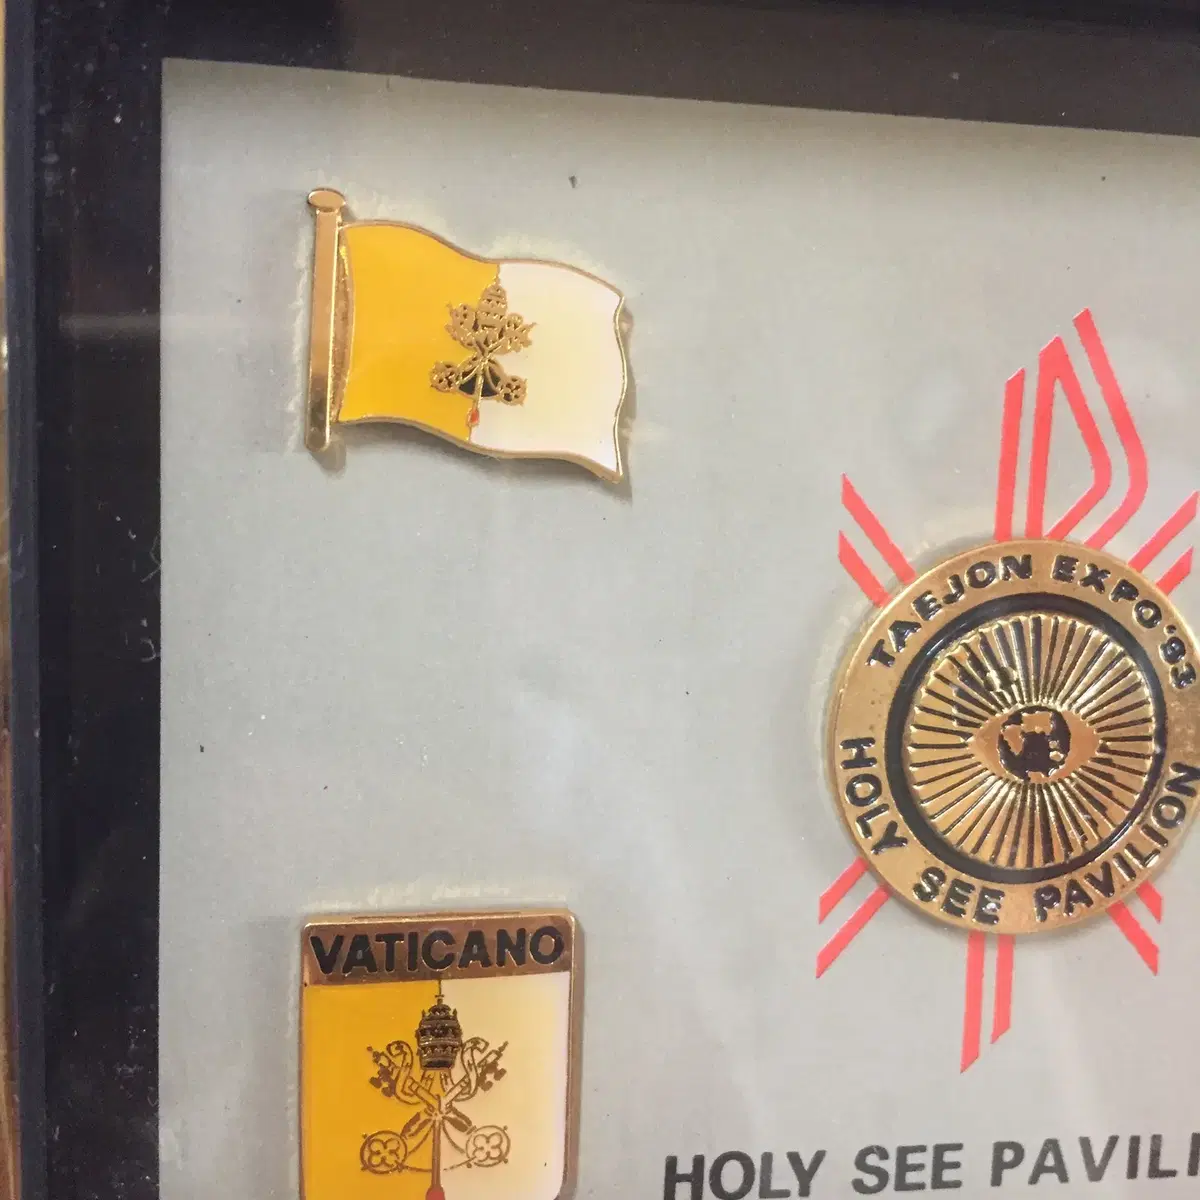 TAEJON EXPO'93
HOLY SEE PAVILION
VATICANO
HOLY SEE PAVILI